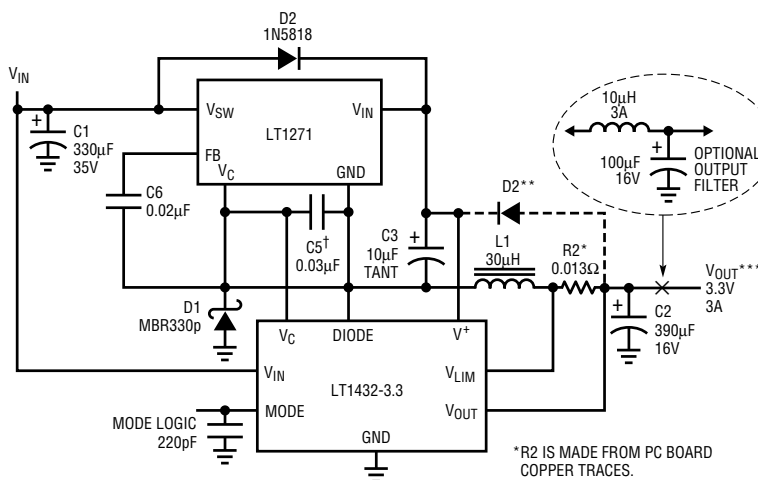 D2
1N5818
V_IN
V_SW
V_IN
LT1271
FB
V_C
GND
+
C1
330µF
35V
C6
0.02µF
C5†
0.03µF
+
C3
10µF
TANT
D2**
L1
30µH
R2*
0.013Ω
10µH
3A
+
100µF
16V
OPTIONAL
OUTPUT
FILTER
V_OUT***
3.3V
3A
+
C2
390µF
16V
D1
MBR330p
V_C
DIODE
V+
V_IN
V_LIM
LT1432-3.3
MODE
V_OUT
GND
MODE LOGIC
220pF
*R2 IS MADE FROM PC BOARD
COPPER TRACES.